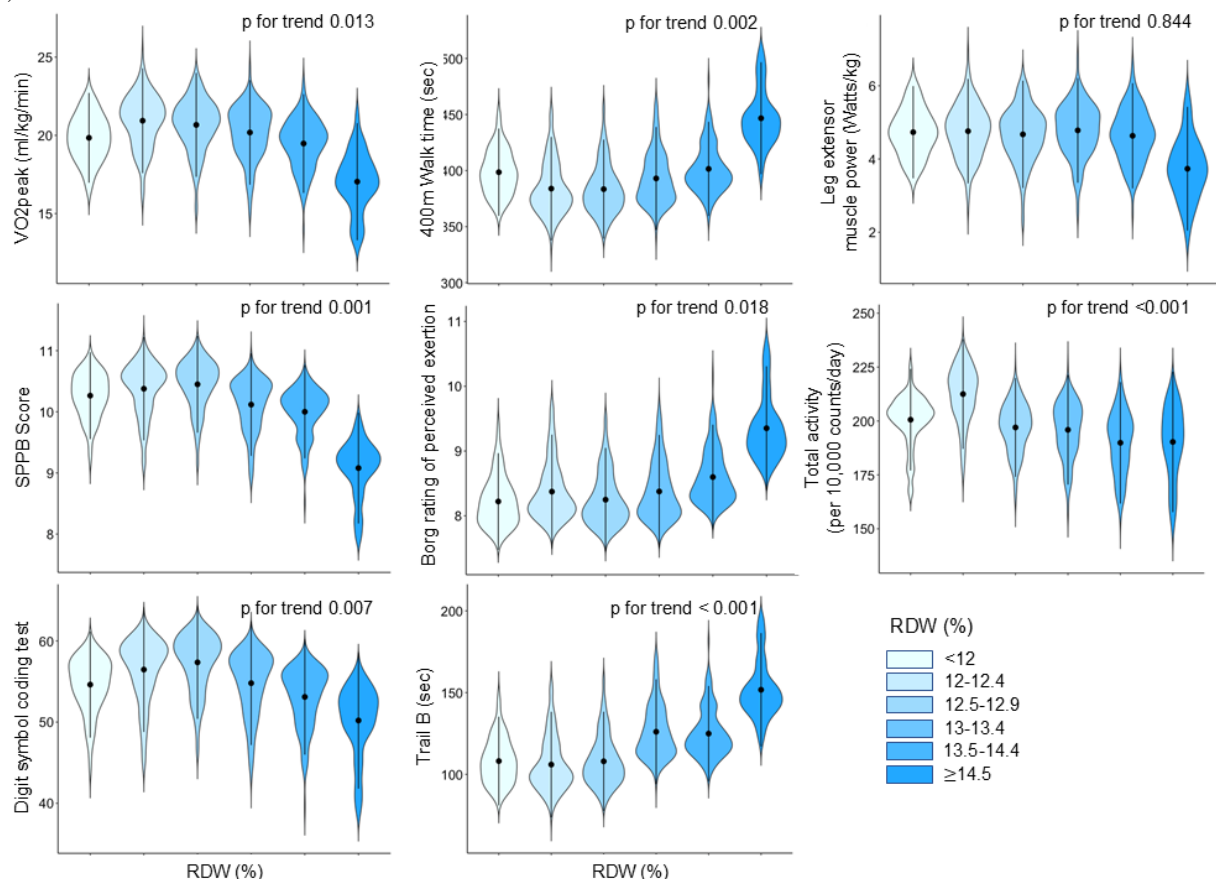 p for trend 0.013
VO2peak (ml/kg/min)
25
20
15
p for trend 0.002
400m Walk time (sec)
500
450
400
350
300
p for trend 0.844
Leg extensor
muscle power (Watts/kg)
6
4
2
p for trend 0.001
SPPB Score
11
10
9
8
p for trend 0.018
Borg rating of perceived exertion
11
10
9
8
p for trend <0.001
Total activity
(per 10,000 counts/day)
250
225
200
175
150
p for trend 0.007
Digit symbol coding test
60
50
40
RDW (%)
p for trend < 0.001
Trail B (sec)
200
150
100
RDW (%)
RDW (%)
<12
12-12.4
12.5-12.9
13-13.4
13.5-14.4
≥14.5